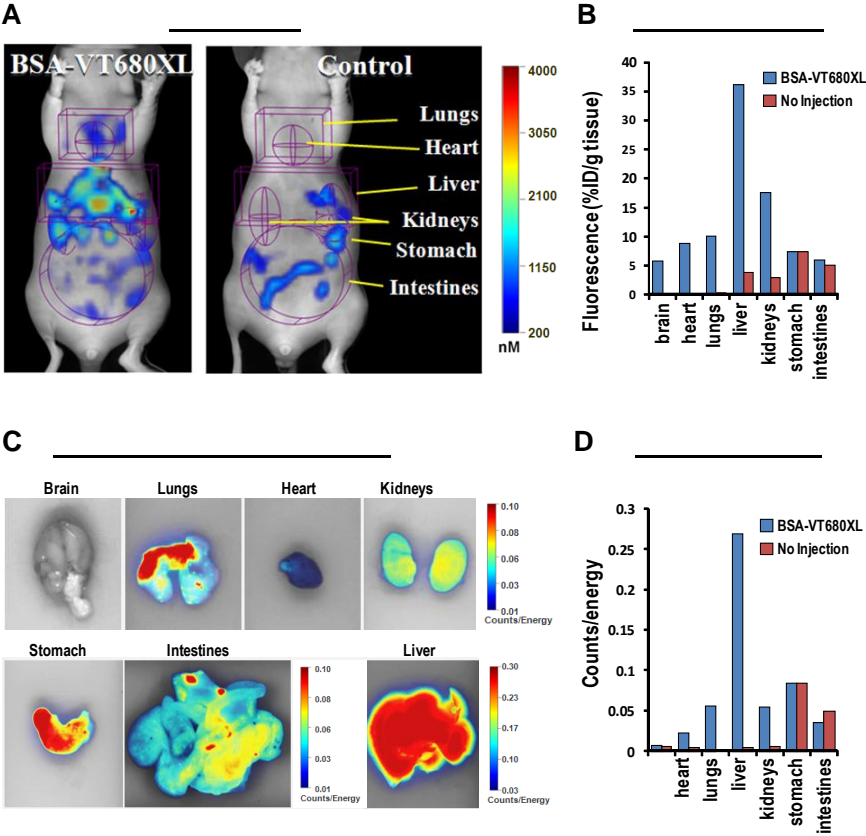 A
BSA-VT680XL
Control
Lungs
Heart
Liver
Kidneys
Stomach
Intestines
4000
3050
2100
1150
200
nM
B
Fluorescence (%ID/g tissue)
40
35
30
25
20
15
10
5
0
BSA-VT680XL
No Injection
brain
heart
lungs
liver
kidneys
stomach
intestines
C
Brain
Lungs
Heart
Kidneys
0.10
0.08
0.06
0.03
0.01
Counts/Energy
Stomach
Intestines
Liver
0.10
0.08
0.06
0.03
0.01
Counts/Energy
0.30
0.23
0.17
0.10
0.03
Counts/Energy
D
Counts/energy
0.3
0.25
0.2
0.15
0.1
0.05
0
BSA-VT680XL
No Injection
heart
lungs
liver
kidneys
stomach
intestines